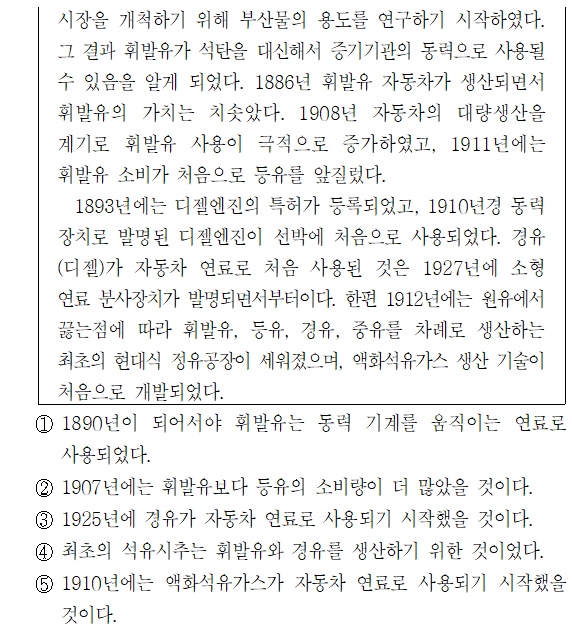 시장을 개척하기 위해 부산물의 용도를 연구하기 시작하였다.
그 결과 휘발유가 석탄을 대신해서 증기기관의 동력으로 사용될
수 있음을 알게 되었다. 1886년 휘발유 자동차가 생산되면서
휘발유의 가치는 치솟았다. 1908년 자동차의 대량생산을
계기로 휘발유 사용이 극적으로 증가하였고, 1911년에는
휘발유 소비가 처음으로 등유를 앞질렀다.
1893년에는 디젤엔진의 특허가 등록되었고, 1910년경 동력
장치로 발명된 디젤엔진이 선박에 처음으로 사용되었다. 경유
(디젤)가 자동차 연료로 처음 사용된 것은 1927년에 소형
연료 분사장치가 발명되면서부터이다. 한편 1912년에는 원유에서
끓는점에 따라 휘발유, 등유, 경유, 중유를 차례로 생산하는
최초의 현대식 정유공장이 세워졌으며, 액화석유가스 생산 기술이
처음으로 개발되었다.
① 1890년이 되어서야 휘발유는 동력 기계를 움직이는 연료로
사용되었다.
② 1907년에는 휘발유보다 등유의 소비량이 더 많았을 것이다.
③ 1925년에 경유가 자동차 연료로 사용되기 시작했을 것이다.
④ 최초의 석유시추는 휘발유와 경유를 생산하기 위한 것이었다.
⑤ 1910년에는 액화석유가스가 자동차 연료로 사용되기 시작했을
것이다.